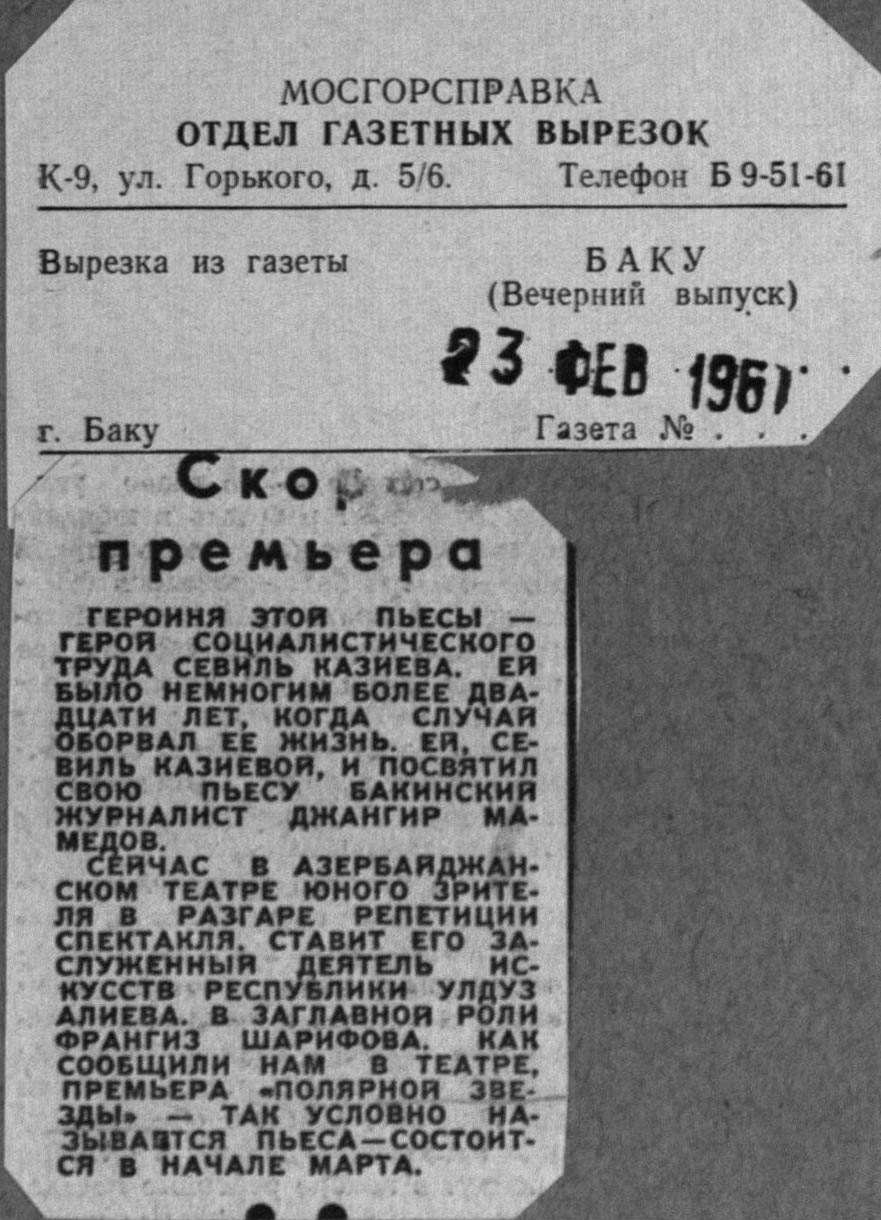 МОСГОРСПРАВКА
ОТДЕЛ ГАЗЕТНЫХ ВЫРЕЗОК
К-9, ул. Горького, д. 5/6. Телефон Б 9-51-61
Вырезка из газеты БАКУ
(Вечерний выпуск)
23 ФЕВ 1961
г. Баку Газета № . . .
Скор
премьера
ГЕРОИНЯ ЭТОЙ ПЬЕСЫ —
ГЕРОЙ СОЦИАЛИСТИЧЕСКОГО
ТРУДА СЕВИЛЬ КАЗИЕВА. ЕЙ
БЫЛО НЕМНОГИМ БОЛЕЕ ДВА-
ДЦАТИ ЛЕТ, КОГДА СЛУЧАЙ
ОБОРВАЛ ЕЕ ЖИЗНЬ. ЕЙ, СЕ-
ВИЛЬ КАЗИЕВОЙ, И ПОСВЯТИЛ
СВОЮ ПЬЕСУ БАКИНСКИЙ
ЖУРНАЛИСТ ДЖАНГИР МА-
МЕДОВ.
СЕЙЧАС В АЗЕРБАЙДЖАН-
СКОМ ТЕАТРЕ ЮНОГО ЗРИТЕ-
ЛЯ В РАЗГАРЕ РЕПЕТИЦИИ
СПЕКТАКЛЯ. СТАВИТ ЕГО ЗА-
СЛУЖЕННЫЙ ДЕЯТЕЛЬ ИС-
КУССТВ РЕСПУБЛИКИ УЛДУЗ
АЛИЕВА. В ЗАГЛАВНОЙ РОЛИ
ФРАНГИЗ ШАРИФОВА. КАК
СООБЩИЛИ НАМ В ТЕАТРЕ,
ПРЕМЬЕРА «ПОЛЯРНОЙ ЗВЕ-
ЗДЫ» — ТАК УСЛОВНО НА-
ЗЫВАЕТСЯ ПЬЕСА—СОСТОИТ-
СЯ В НАЧАЛЕ МАРТА.